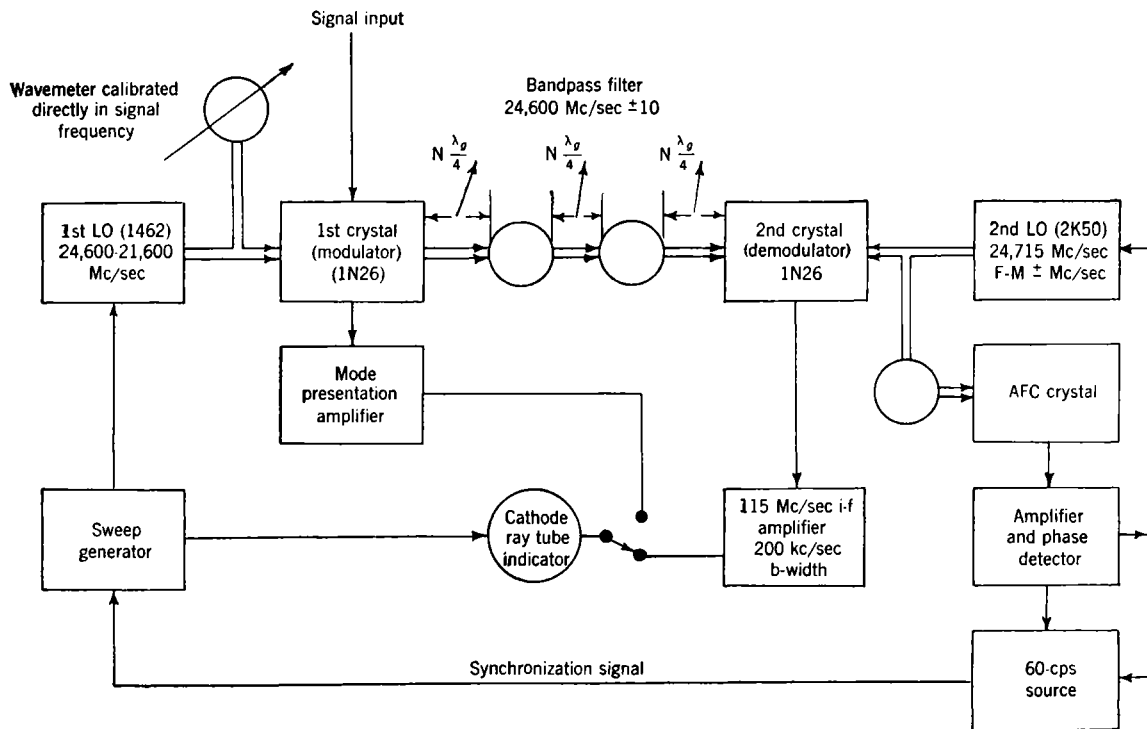 Signal input
Wavemeter calibrated
directly in signal
frequency
Bandpass filter
24,600 Mc/sec ±10
N λg/4
N λg/4
N λg/4
1st LO (1462)
24,600-21,600
Mc/sec
1st crystal
(modulator)
(1N26)
2nd crystal
(demodulator)
1N26
2nd LO (2K50)
24,715 Mc/sec
F-M ± Mc/sec
Mode
presentation
amplifier
AFC crystal
Sweep
generator
Cathode
ray tube
indicator
115 Mc/sec i-f
amplifier
200 kc/sec
b-width
Amplifier
and phase
detector
Synchronization signal
60-cps
source